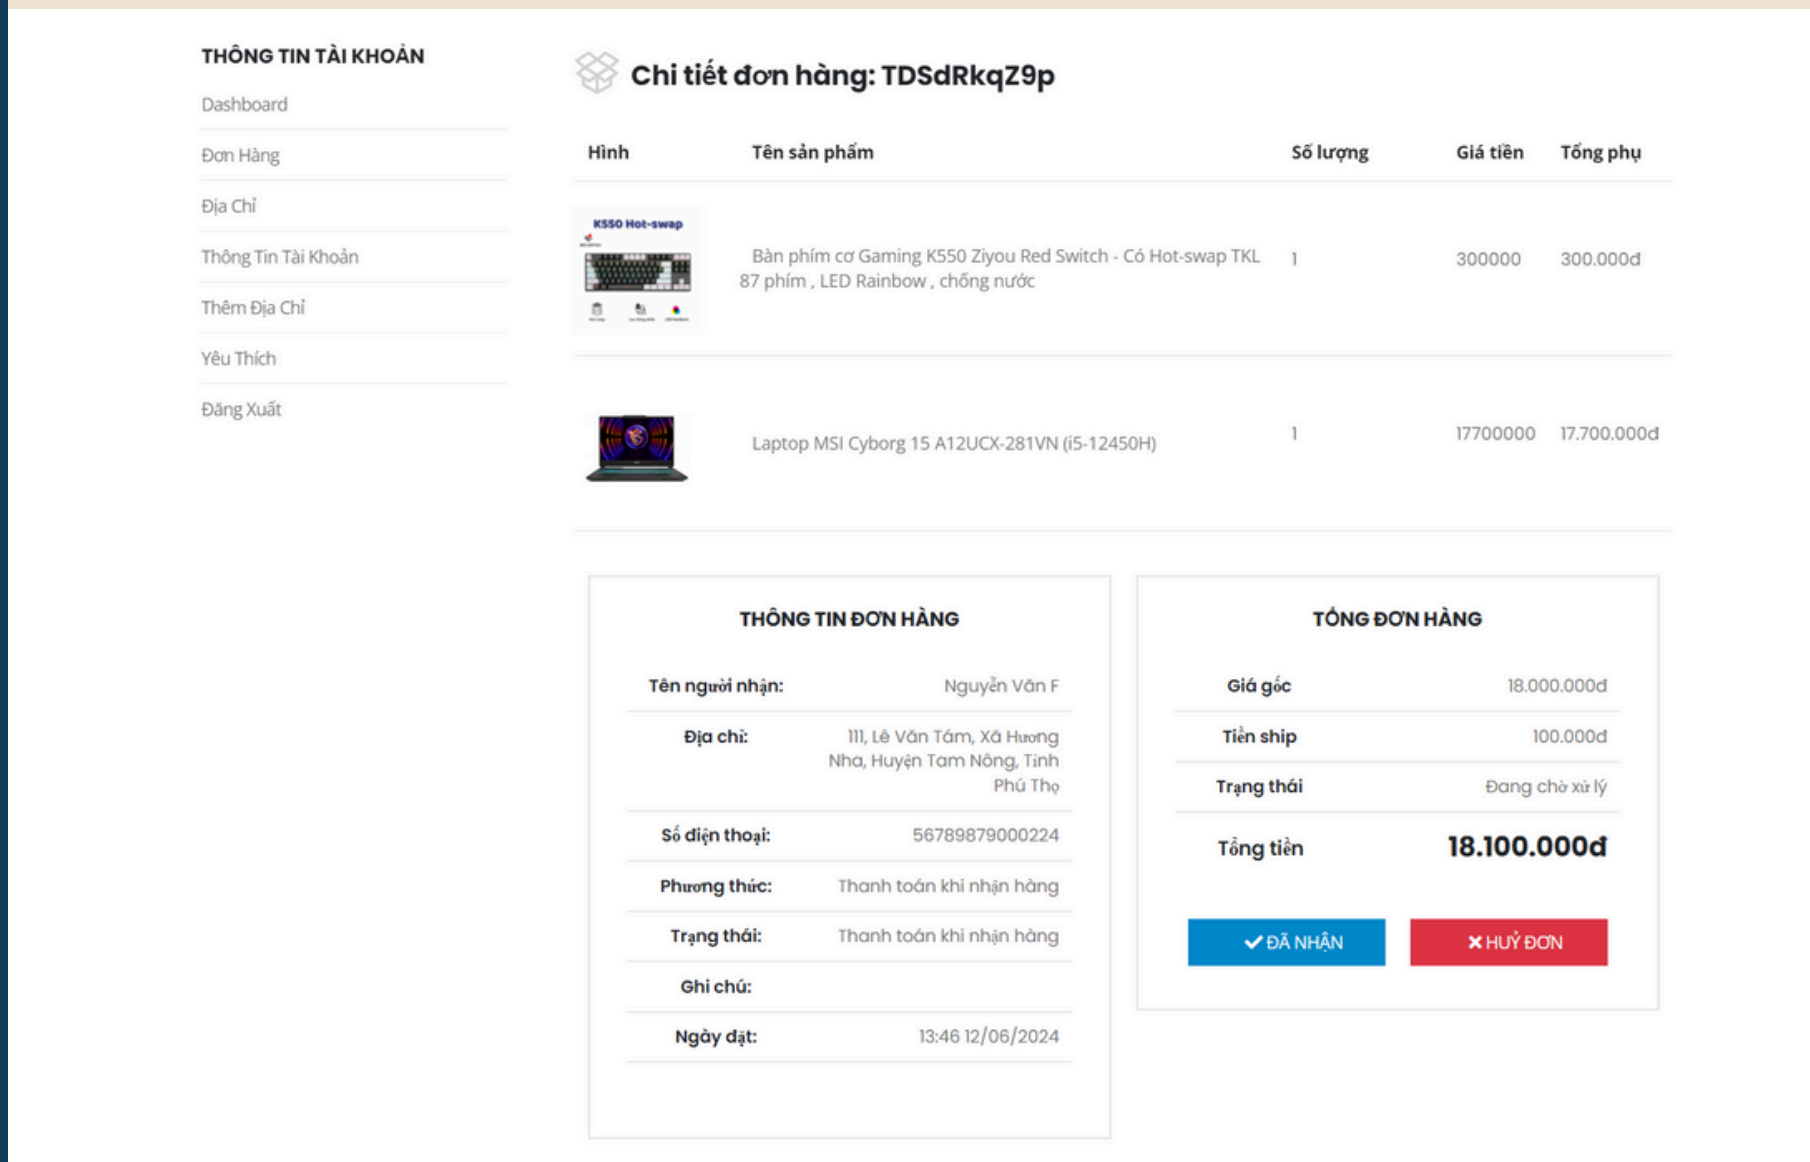 THÔNG TIN TÀI KHOẢN
Dashboard
Đơn Hàng
Địa Chỉ
Thông Tin Tài Khoản
Thêm Địa Chỉ
Yêu Thích
Đăng Xuất
Chi tiết đơn hàng: TDSdRkqZ9p
Hình Tên sản phẩm Số lượng Giá tiền Tổng phụ
K550 Hot-swap
Bàn phím cơ Gaming K550 Ziyou Red Switch - Có Hot-swap TKL 1 300000 300.000đ
87 phím , LED Rainbow , chống nước
Laptop MSI Cyborg 15 A12UCX-281VN (i5-12450H) 1 17700000 17.700.000đ
THÔNG TIN ĐƠN HÀNG
Tên người nhận: Nguyễn Văn F
Địa chỉ: 111, Lê Văn Tám, Xã Hương
Nha, Huyện Tam Nông, Tỉnh
Phú Thọ
Số điện thoại: 56789879000224
Phương thức: Thanh toán khi nhận hàng
Trạng thái: Thanh toán khi nhận hàng
Ghi chú:
Ngày đặt: 13:46 12/06/2024
TỔNG ĐƠN HÀNG
Giá gốc 18.000.000đ
Tiền ship 100.000đ
Trạng thái Đang chờ xử lý
Tổng tiền 18.100.000đ
ĐÃ NHẬN HUỶ ĐƠN